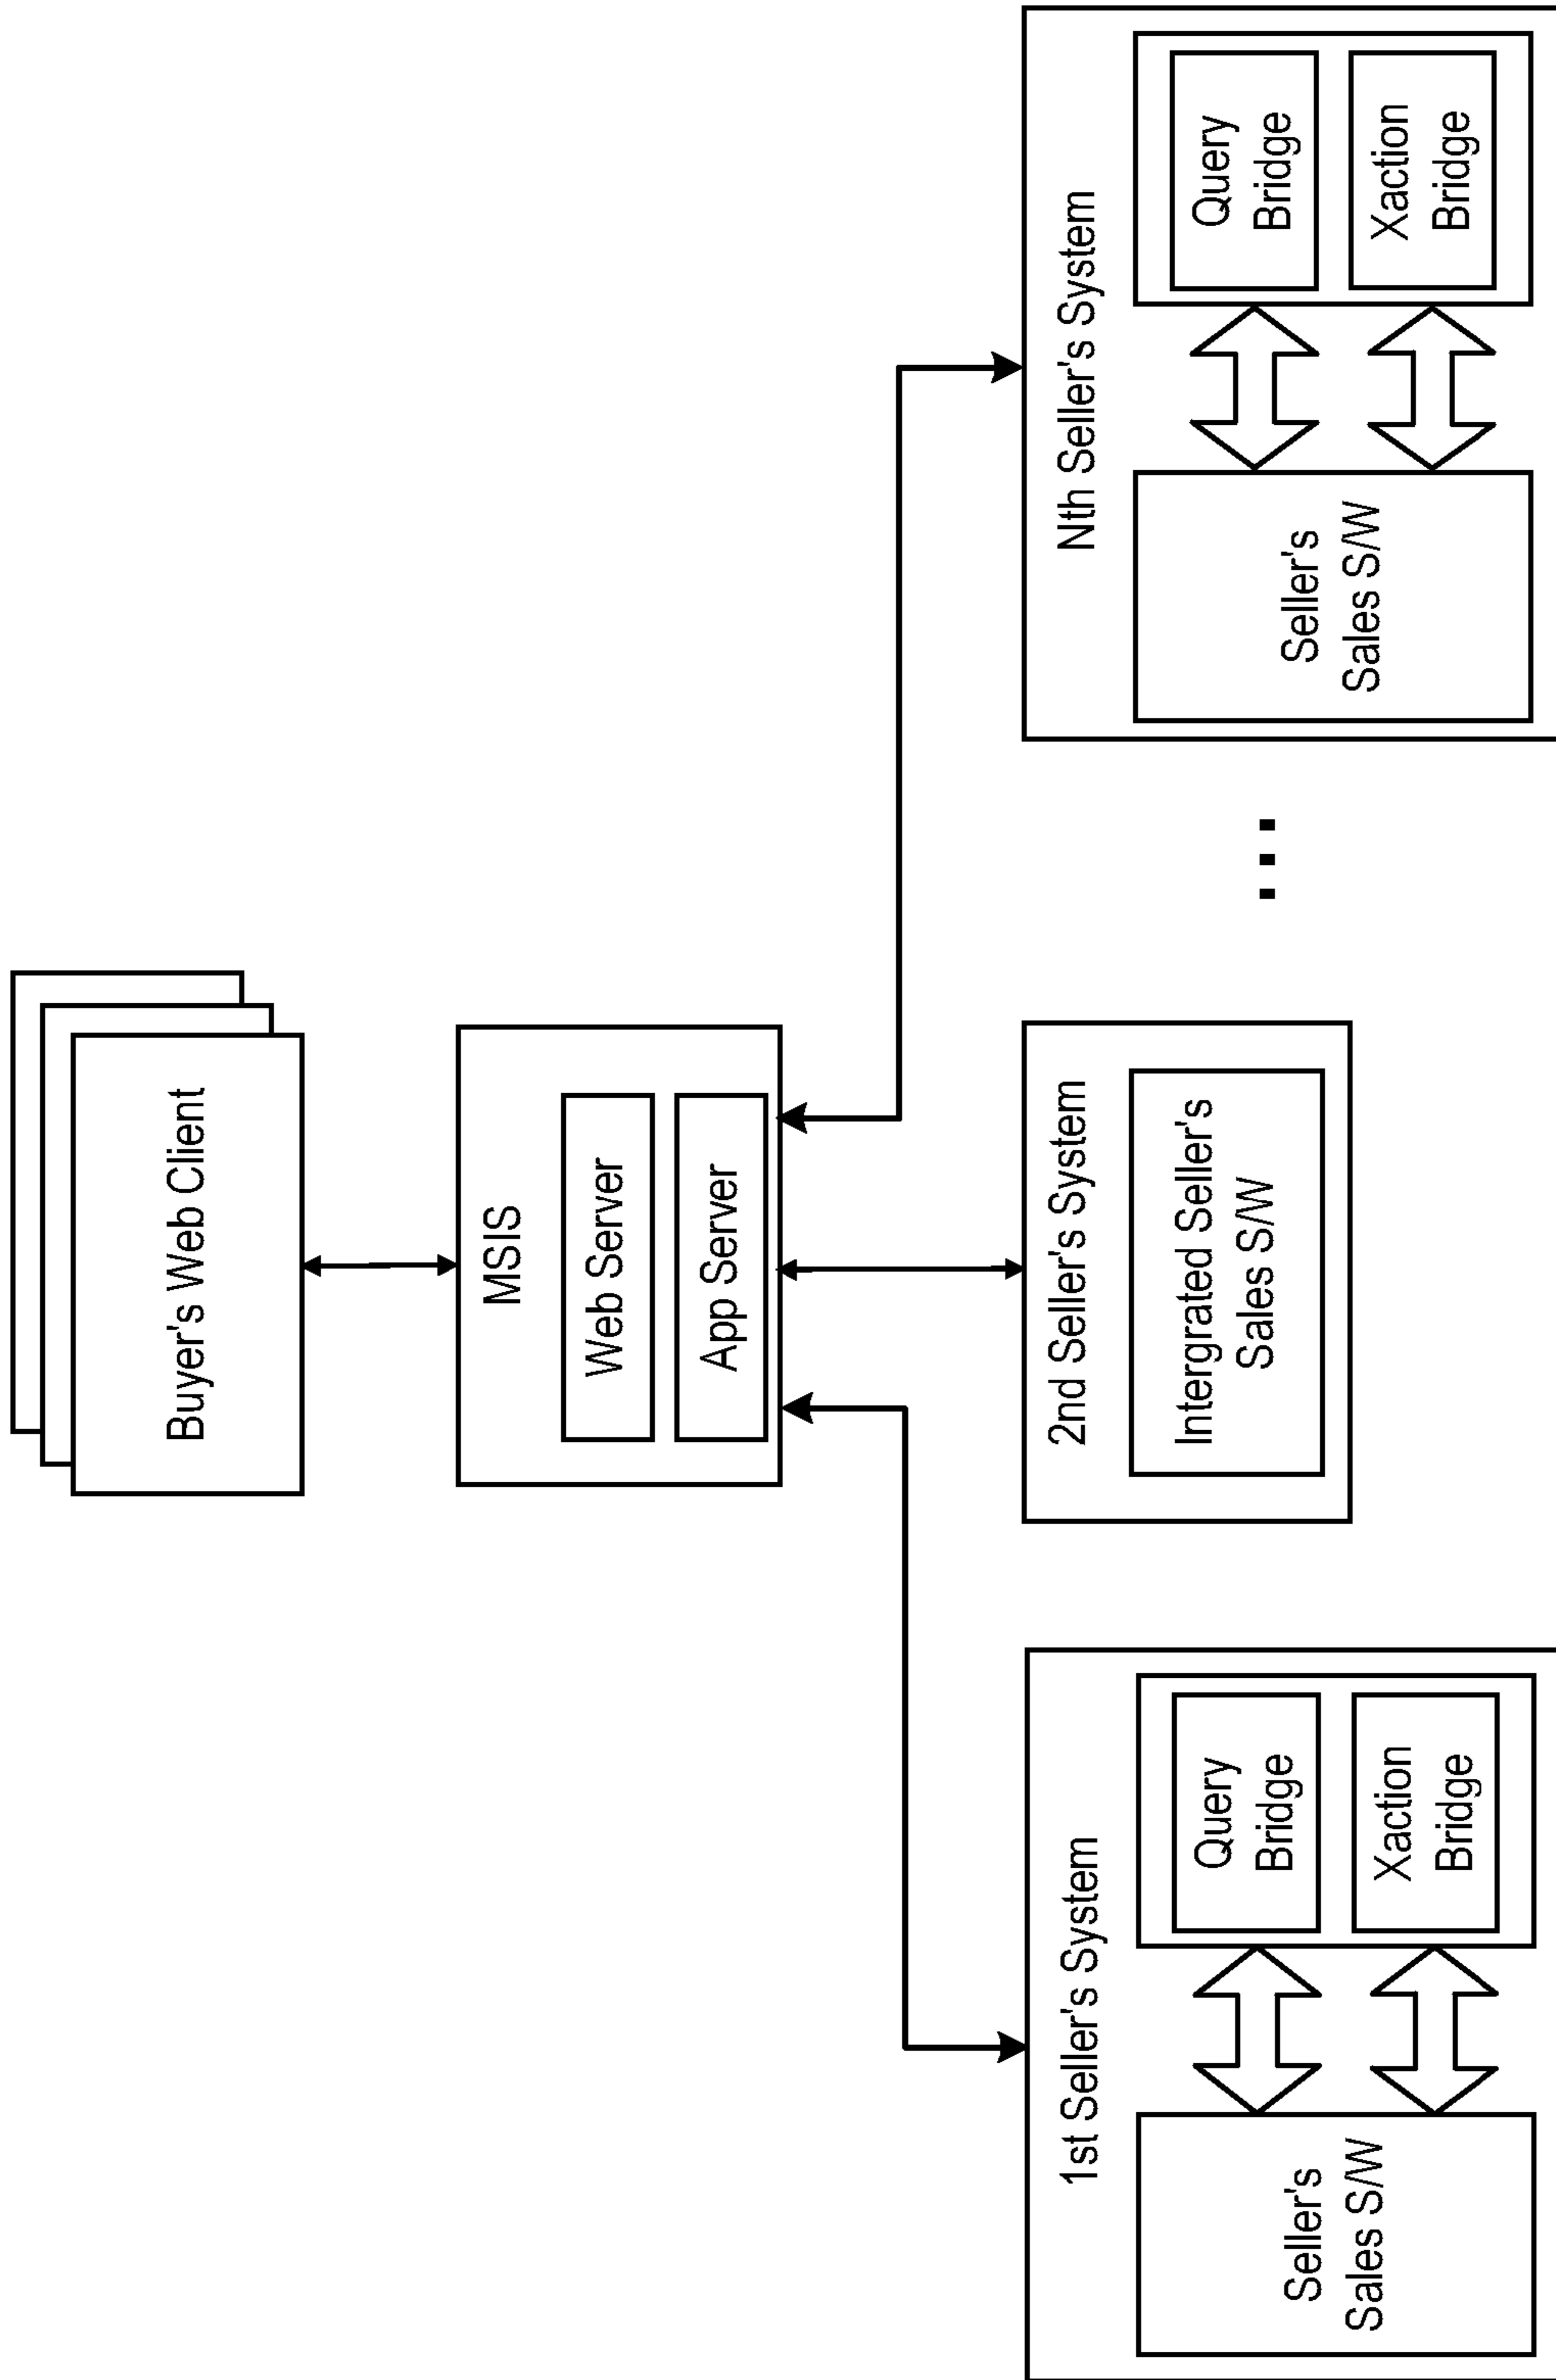 Buyer's Web Client
MSIS
Web Server
App Server
1st Seller's System
Seller's
Sales S/W
Query
Bridge
Xaction
Bridge
2nd Seller's System
Intergrated Seller's
Sales S/W
...
Nth Seller's System
Seller's
Sales S/W
Query
Bridge
Xaction
Bridge